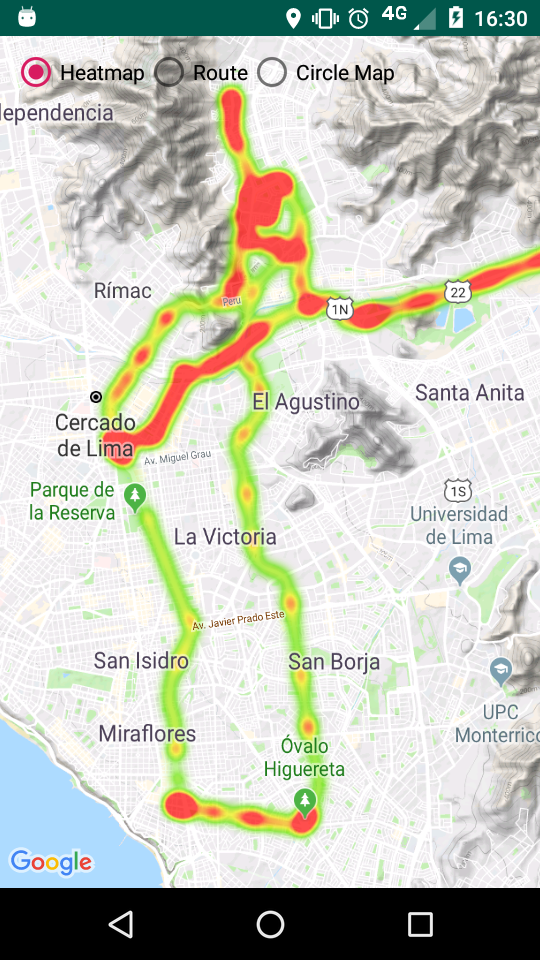 4G 16:30
Heatmap Route Circle Map
dependencia
Rímac
Peru
22
1N
Santa Anita
El Agustino
Cercado
de Lima
Av. Miguel Grau
1S
Parque de
la Reserva
Universidad
de Lima
La Victoria
Av. Javier Prado Este
San Isidro
San Borja
UPC
Monterrico
Miraflores
Óvalo
Higuereta
Google